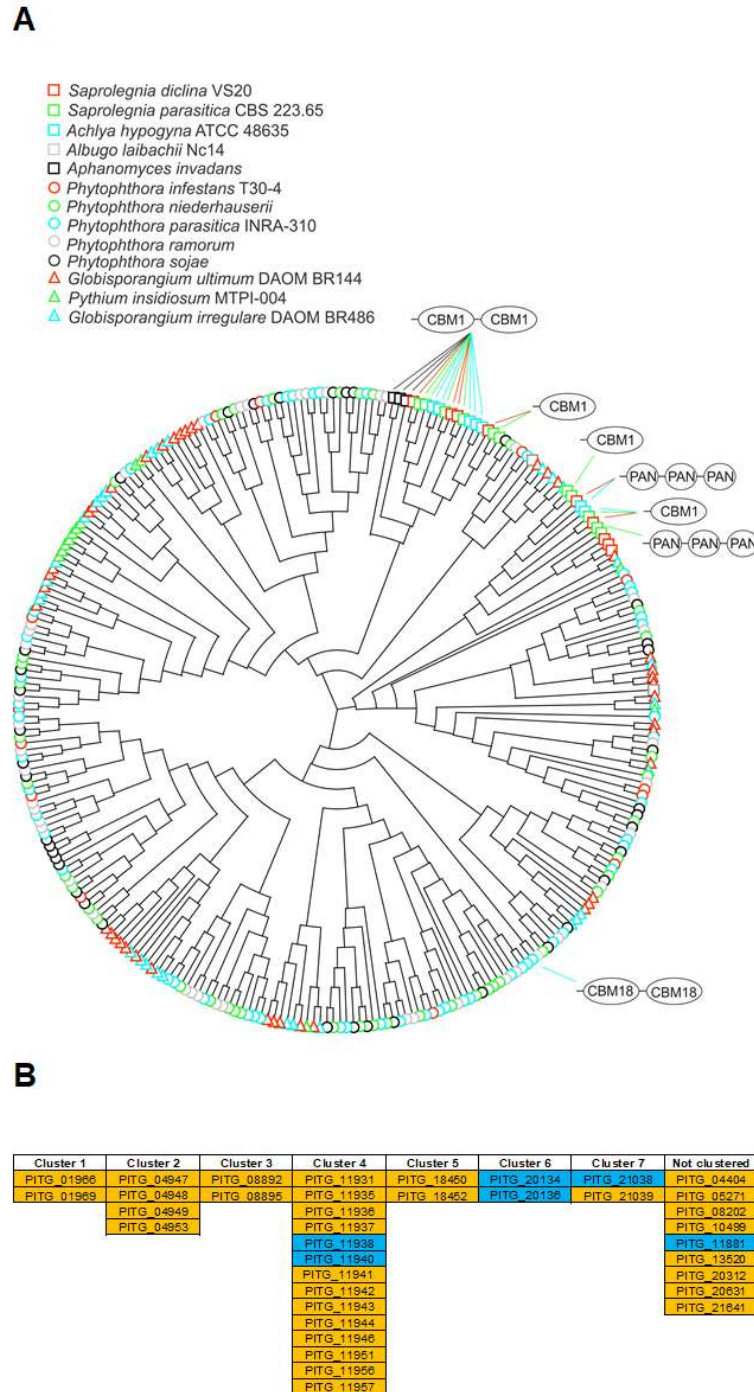 A
Saprolegnia diclina VS20
Saprolegnia parasitica CBS 223.65
Achlya hypogyna ATCC 48635
Albugo laibachii Nc14
Aphanomyces invadans
Phytophthora infestans T30-4
Phytophthora niederhauserii
Phytophthora parasitica INRA-310
Phytophthora ramorum
Phytophthora sojae
Globisporangium ultimum DAOM BR144
Pythium insidiosum MTPI-004
Globisporangium irregulare DAOM BR486
CBM1 CBM1
CBM1
CBM1
PAN PAN PAN
CBM1
PAN PAN PAN
CBM18 CBM18
B
Cluster 1 Cluster 2 Cluster 3 Cluster 4 Cluster 5 Cluster 6 Cluster 7 Not clustered
PITG_01966 PITG_04947 PITG_08892 PITG_11931 PITG_18450 PITG_20134 PITG_21038 PITG_04404
PITG_01969 PITG_04948 PITG_08895 PITG_11935 PITG_18452 PITG_20136 PITG_21039 PITG_05271
PITG_04949 PITG_11936 PITG_08202
PITG_04953 PITG_11937 PITG_10499
PITG_11938 PITG_11881
PITG_11940 PITG_13520
PITG_11941 PITG_20312
PITG_11942 PITG_20631
PITG_11943 PITG_21641
PITG_11944
PITG_11946
PITG_11951
PITG_11956
PITG_11957